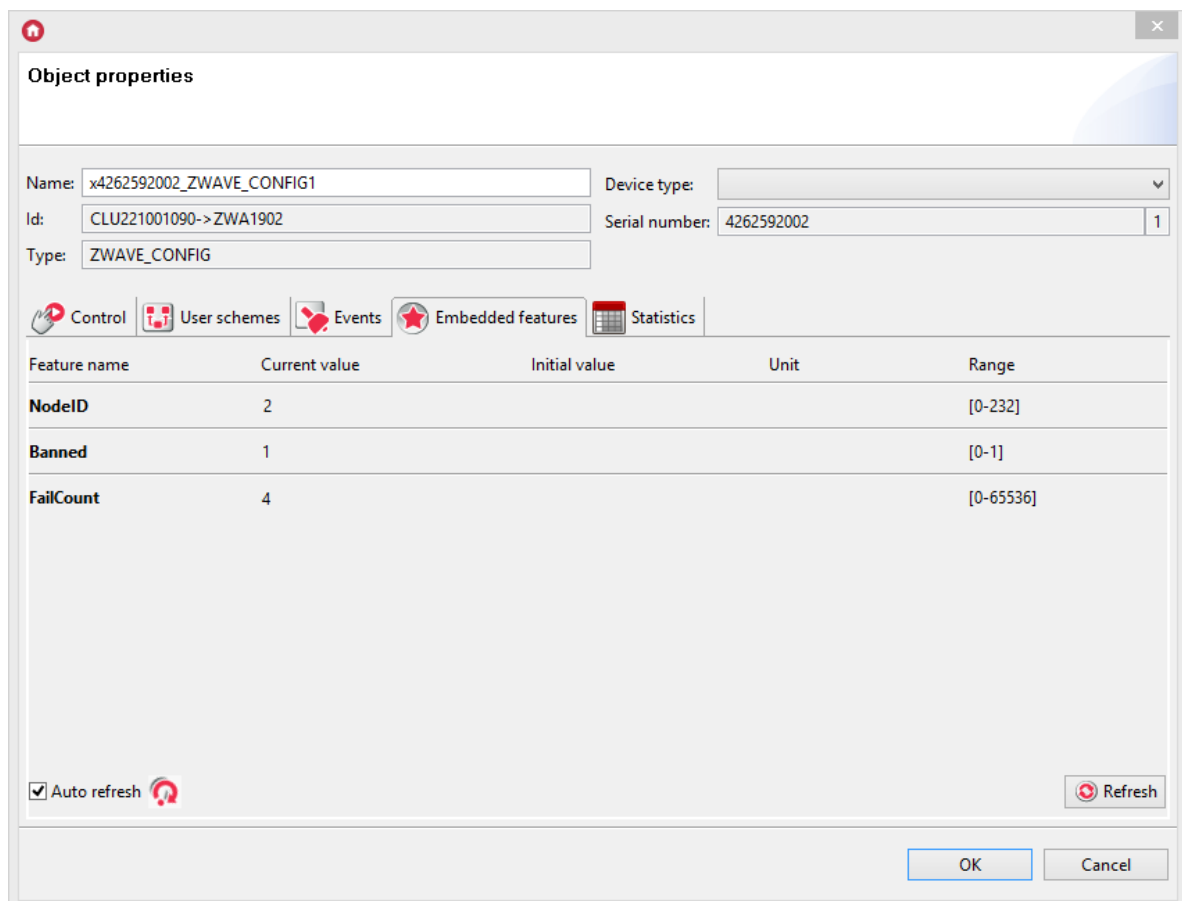 Object properties
Name: x4262592002_ZWAVE_CONFIG1 Device type:
Id: CLU221001090->ZWA1902 Serial number: 4262592002 1
Type: ZWAVE_CONFIG
Control User schemes Events Embedded features Statistics
Feature name Current value Initial value Unit Range
NodeID 2 [0-232]
Banned 1 [0-1]
FailCount 4 [0-65536]
Auto refresh Refresh
OK Cancel